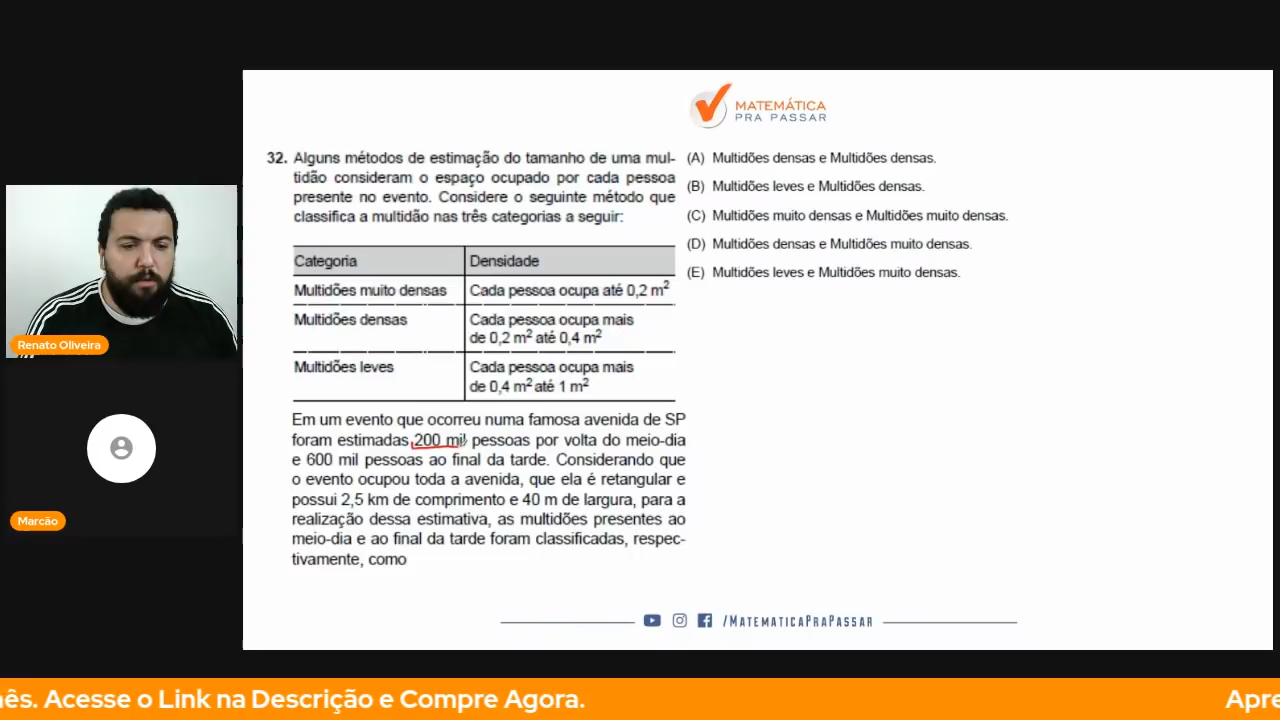 MATEMÁTICA
PRA PASSAR
32. Alguns métodos de estimação do tamanho de uma mul-
tidão consideram o espaço ocupado por cada pessoa
presente no evento. Considere o seguinte método que
classifica a multidão nas três categorias a seguir:
Categoria Densidade
Multidões muito densas Cada pessoa ocupa até 0,2 m²
Multidões densas Cada pessoa ocupa mais
de 0,2 m² até 0,4 m²
Multidões leves Cada pessoa ocupa mais
de 0,4 m² até 1 m²
Em um evento que ocorreu numa famosa avenida de SP
foram estimadas 200 mil pessoas por volta do meio-dia
e 600 mil pessoas ao final da tarde. Considerando que
o evento ocupou toda a avenida, que ela é retangular e
possui 2,5 km de comprimento e 40 m de largura, para a
realização dessa estimativa, as multidões presentes ao
meio-dia e ao final da tarde foram classificadas, respec-
tivamente, como
(A) Multidões densas e Multidões densas.
(B) Multidões leves e Multidões densas.
(C) Multidões muito densas e Multidões muito densas.
(D) Multidões densas e Multidões muito densas.
(E) Multidões leves e Multidões muito densas.
Renato Oliveira
Marcão
/MATEMATICAPRAPASSAR
ês. Acesse o Link na Descrição e Compre Agora.
Apre